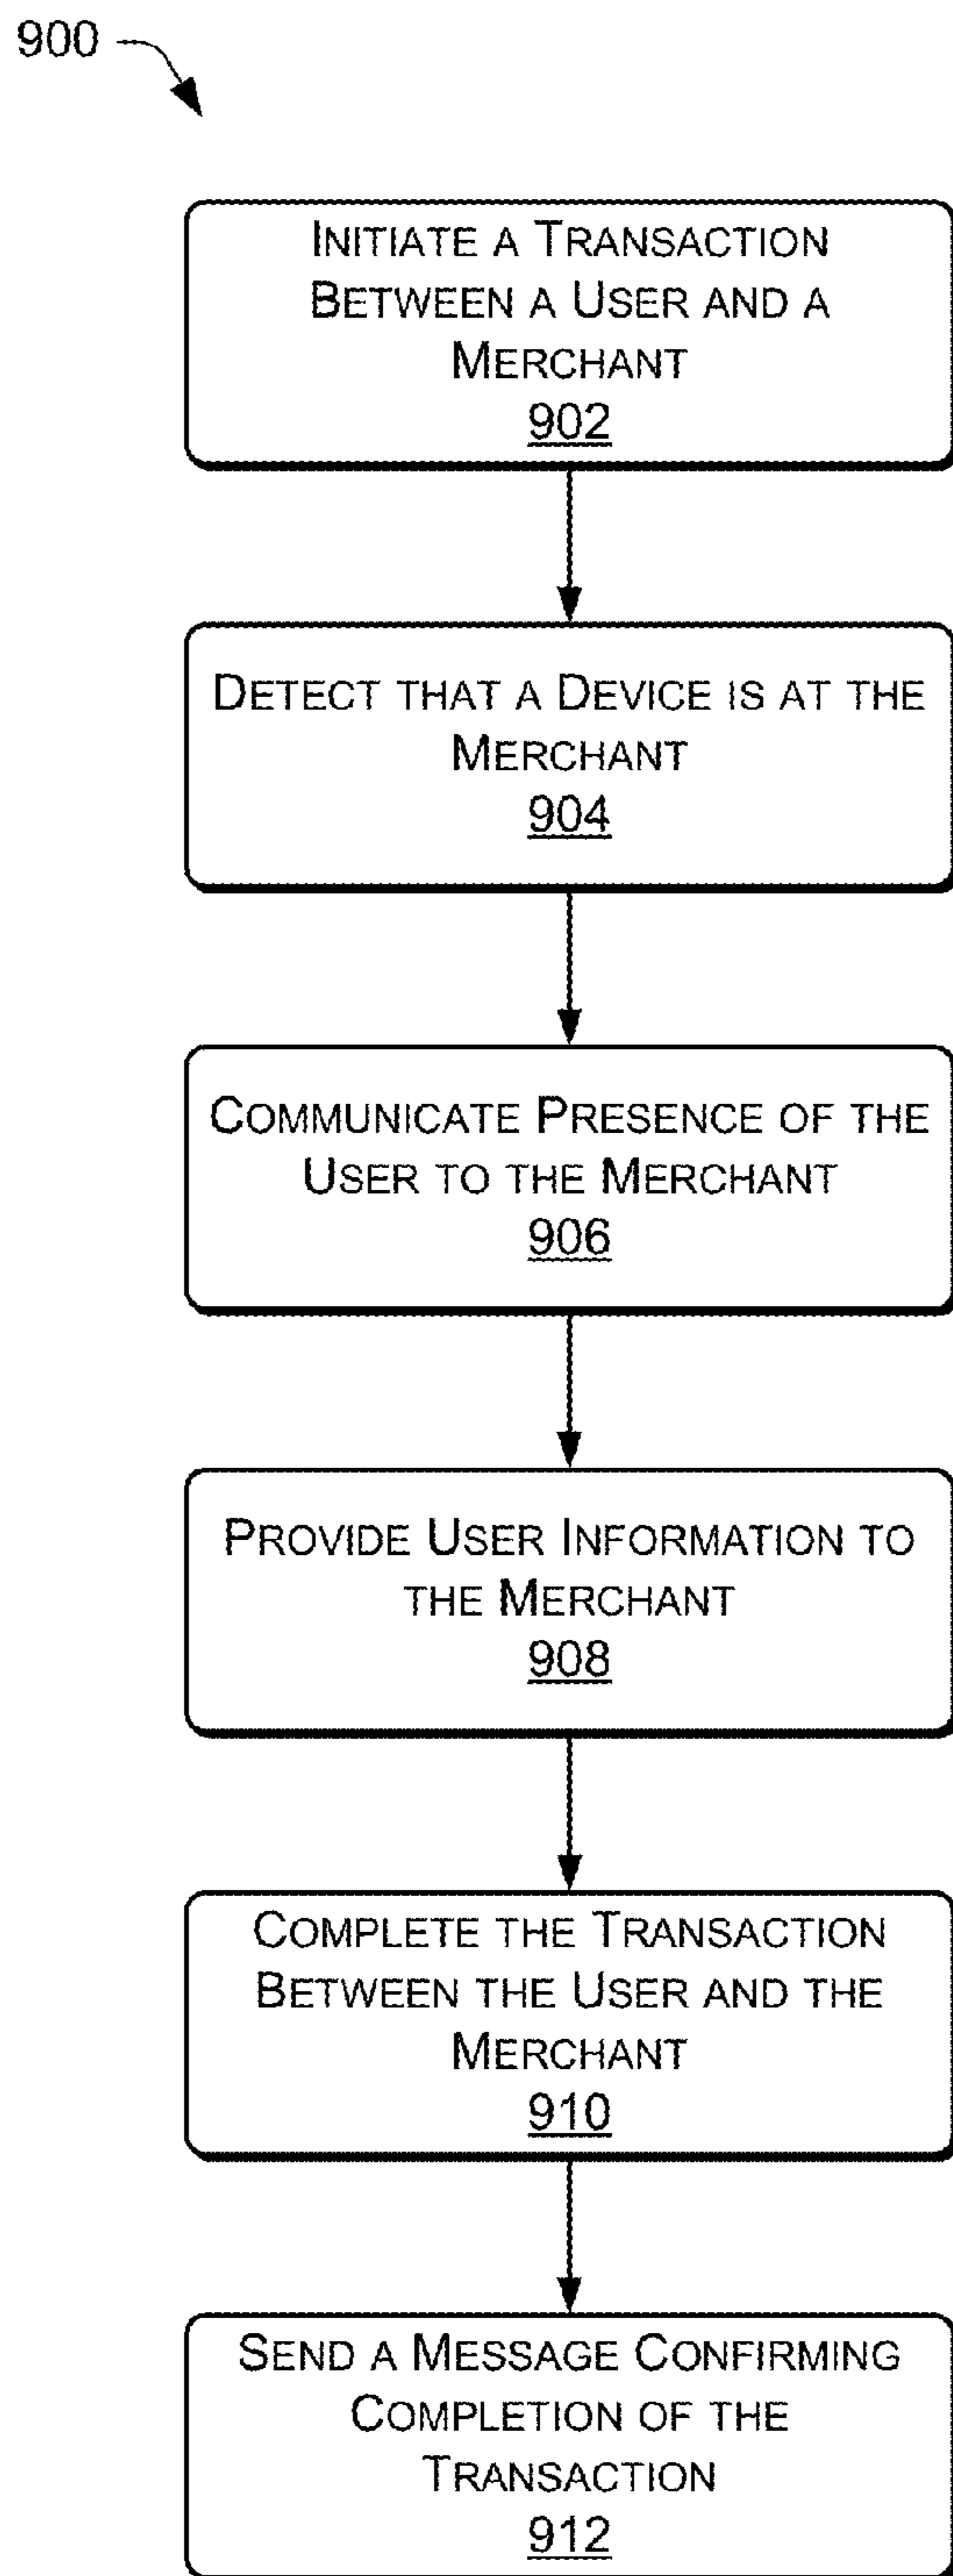 900
INITIATE A TRANSACTION
BETWEEN A USER AND A
MERCHANT
902
DETECT THAT A DEVICE IS AT THE
MERCHANT
904
COMMUNICATE PRESENCE OF THE
USER TO THE MERCHANT
906
PROVIDE USER INFORMATION TO
THE MERCHANT
908
COMPLETE THE TRANSACTION
BETWEEN THE USER AND THE
MERCHANT
910
SEND A MESSAGE CONFIRMING
COMPLETION OF THE
TRANSACTION
912